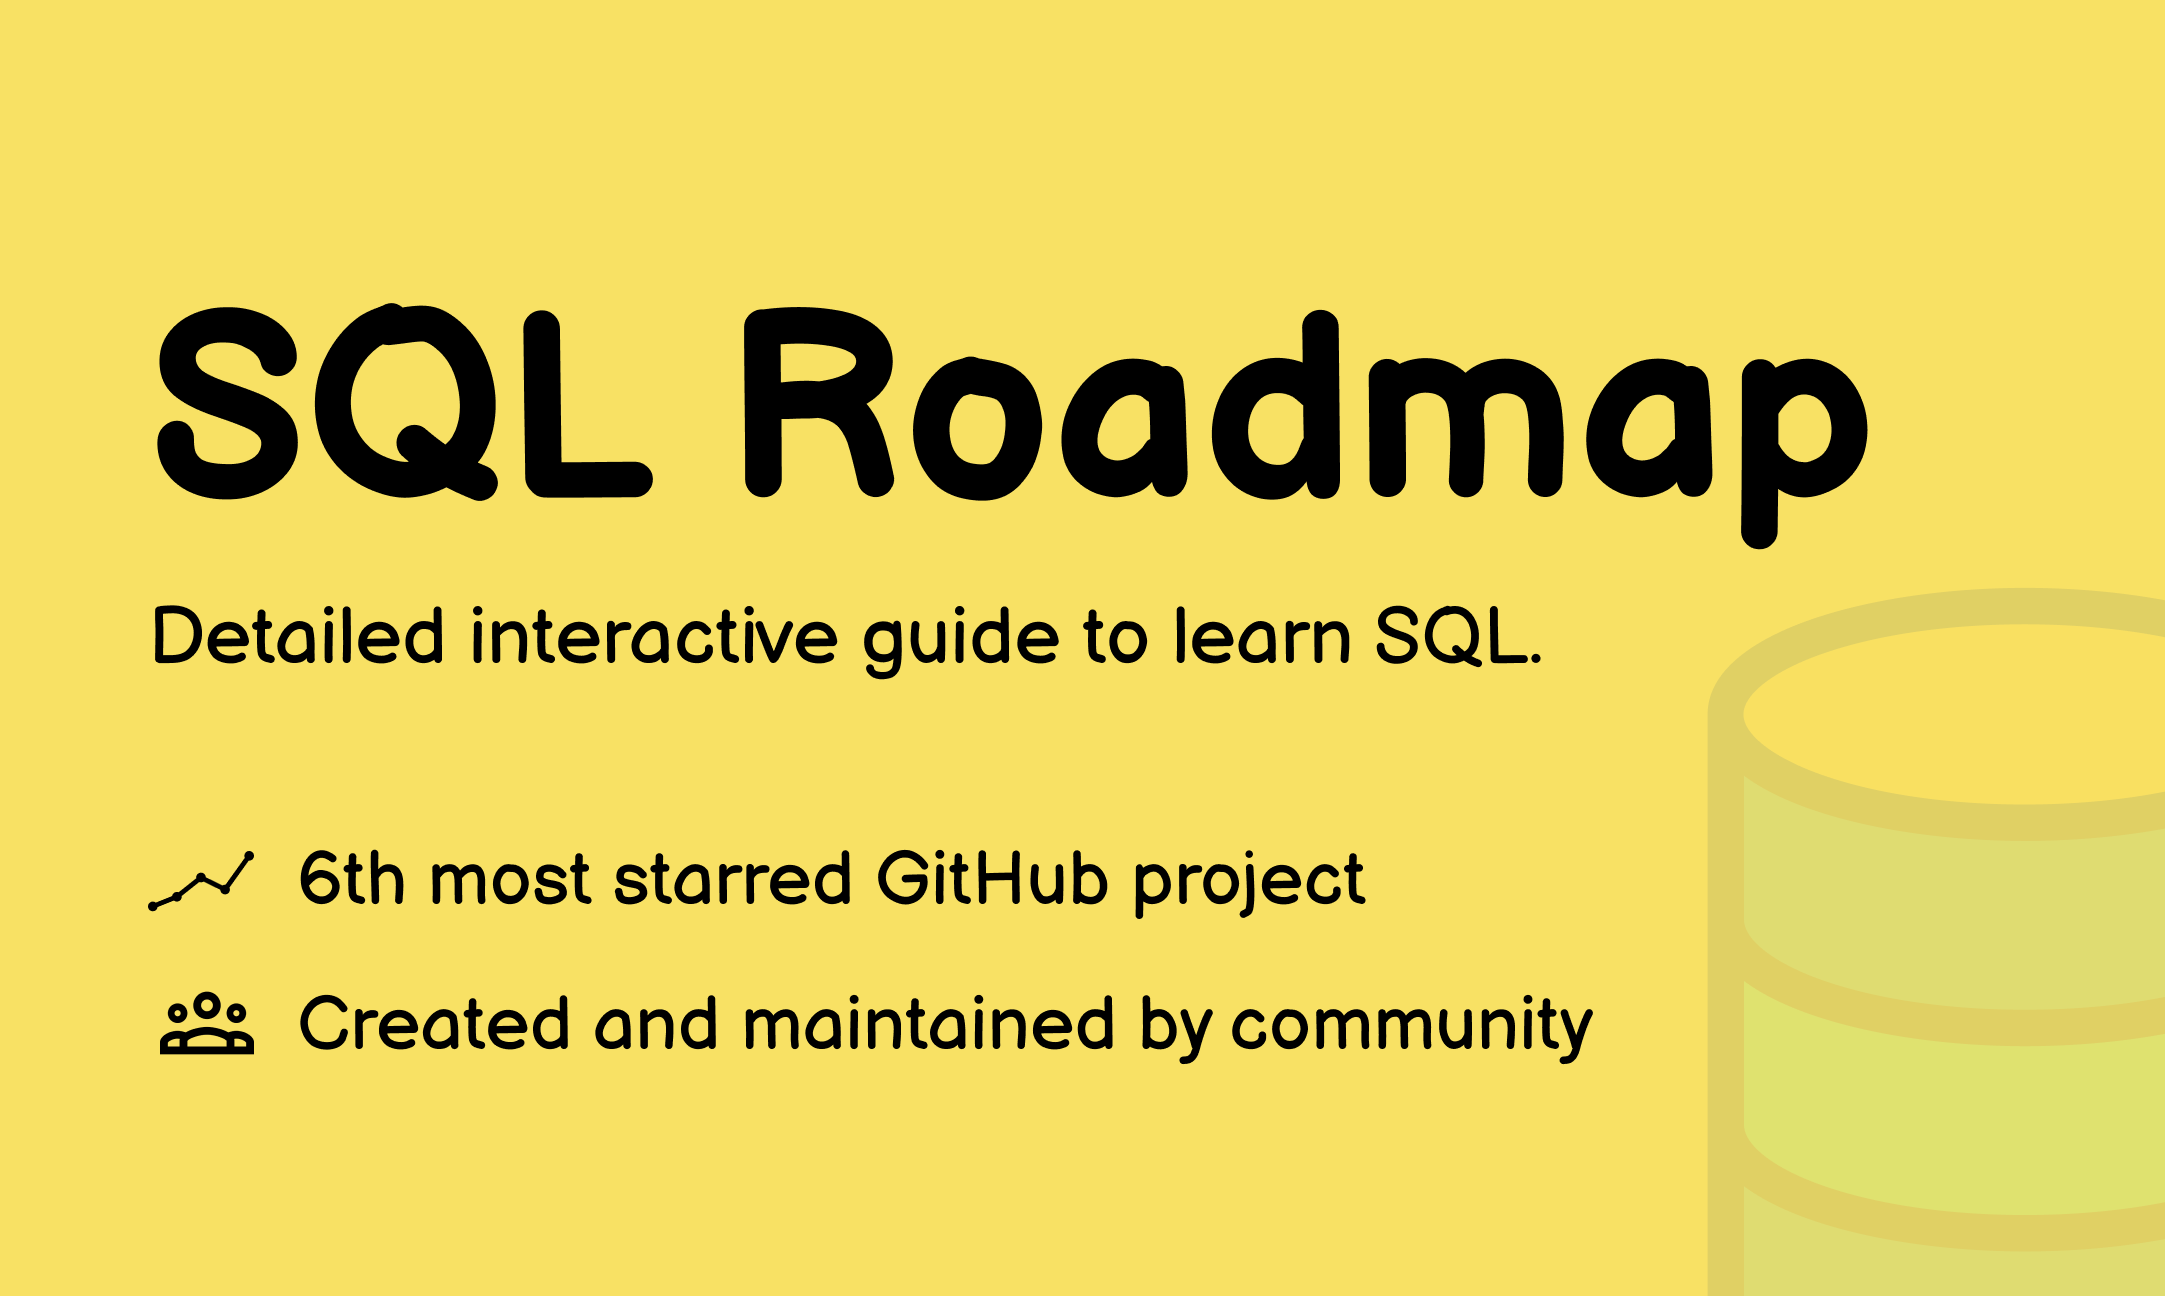 SQL Roadmap
Detailed interactive guide to learn SQL.
6th most starred GitHub project
Created and maintained by community